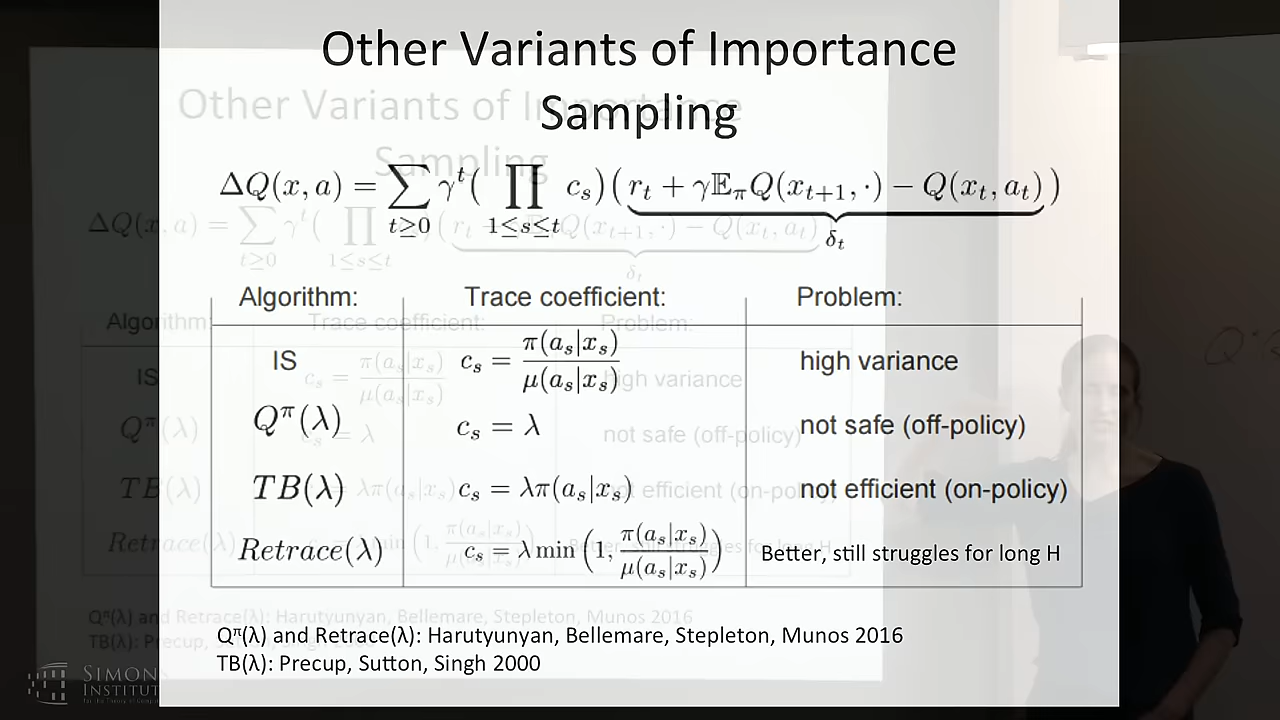 Other Variants of Importance
Sampling
ΔQ(x, a) = ∑_{t≥0} γ^t ( ∏_{1≤s≤t} c_s ) ( r_t + γ𝔼_π Q(x_{t+1}, ·) − Q(x_t, a_t) )
δ_t
Algorithm: Trace coefficient: Problem:
IS c_s = π(a_s|x_s) / μ(a_s|x_s) high variance
Q^π(λ) c_s = λ not safe (off-policy)
TB(λ) c_s = λπ(a_s|x_s) not efficient (on-policy)
Retrace(λ) c_s = λ min ( 1, π(a_s|x_s) / μ(a_s|x_s) ) Better, still struggles for long H
Q^π(λ) and Retrace(λ): Harutyunyan, Bellemare, Stepleton, Munos 2016
TB(λ): Precup, Sutton, Singh 2000